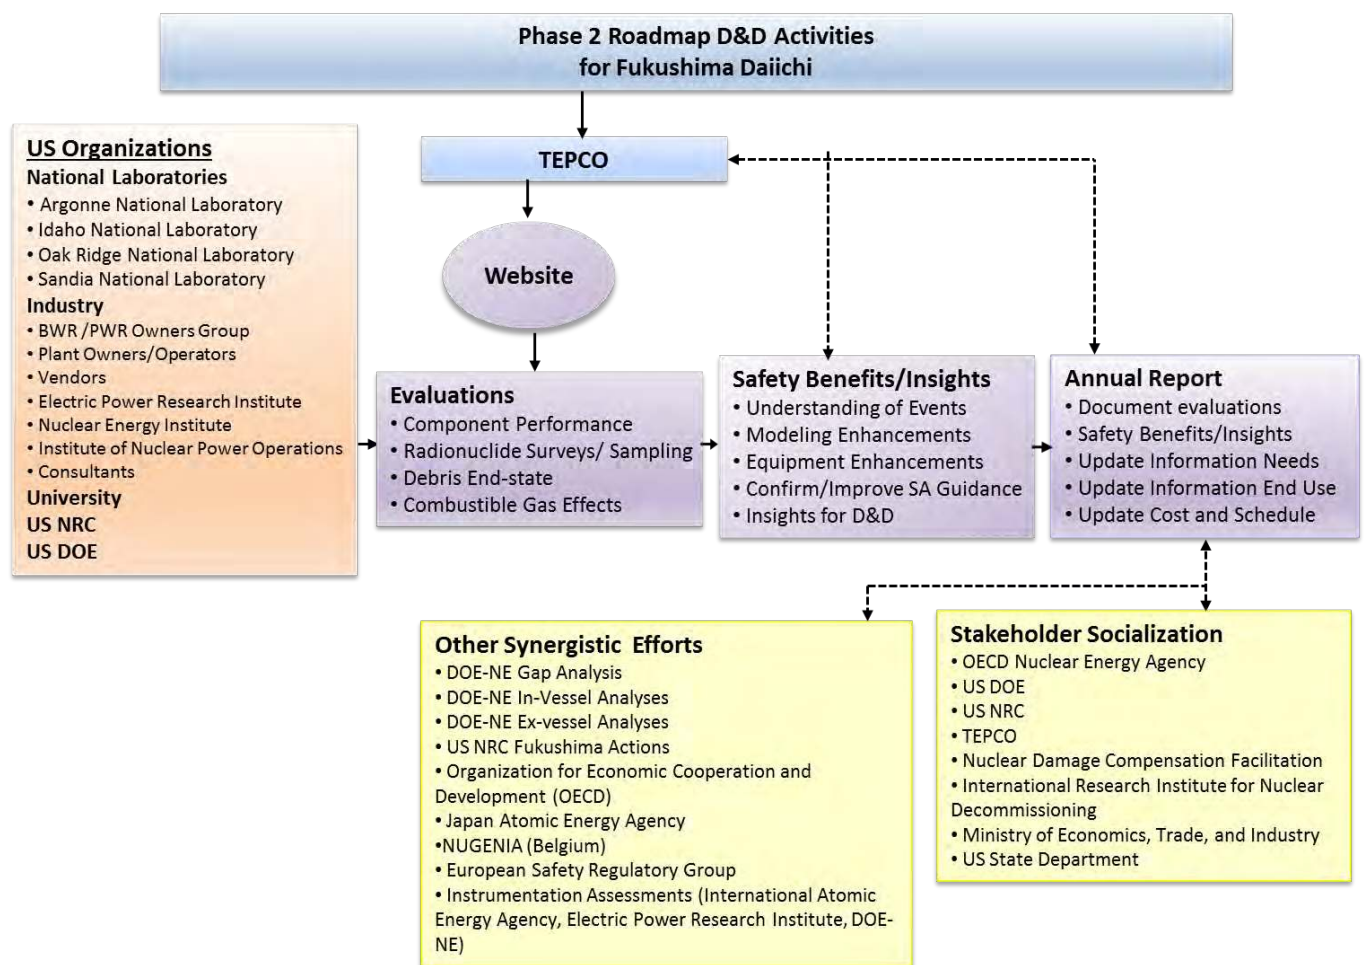 Phase 2 Roadmap D&D Activities
for Fukushima Daiichi
TEPCO
Website
US Organizations
National Laboratories
• Argonne National Laboratory
• Idaho National Laboratory
• Oak Ridge National Laboratory
• Sandia National Laboratory
Industry
• BWR /PWR Owners Group
• Plant Owners/Operators
• Vendors
• Electric Power Research Institute
• Nuclear Energy Institute
• Institute of Nuclear Power Operations
• Consultants
University
US NRC
US DOE
Evaluations
• Component Performance
• Radionuclide Surveys/ Sampling
• Debris End-state
• Combustible Gas Effects
Safety Benefits/Insights
• Understanding of Events
• Modeling Enhancements
• Equipment Enhancements
• Confirm/Improve SA Guidance
• Insights for D&D
Annual Report
• Document evaluations
• Safety Benefits/Insights
• Update Information Needs
• Update Information End Use
• Update Cost and Schedule
Other Synergistic Efforts
• DOE-NE Gap Analysis
• DOE-NE In-Vessel Analyses
• DOE-NE Ex-vessel Analyses
• US NRC Fukushima Actions
• Organization for Economic Cooperation and
Development (OECD)
• Japan Atomic Energy Agency
•NUGENIA (Belgium)
• European Safety Regulatory Group
• Instrumentation Assessments (International Atomic
Energy Agency, Electric Power Research Institute, DOE-
NE)
Stakeholder Socialization
• OECD Nuclear Energy Agency
• US DOE
• US NRC
• TEPCO
• Nuclear Damage Compensation Facilitation
• International Research Institute for Nuclear
Decommissioning
• Ministry of Economics, Trade, and Industry
• US State Department